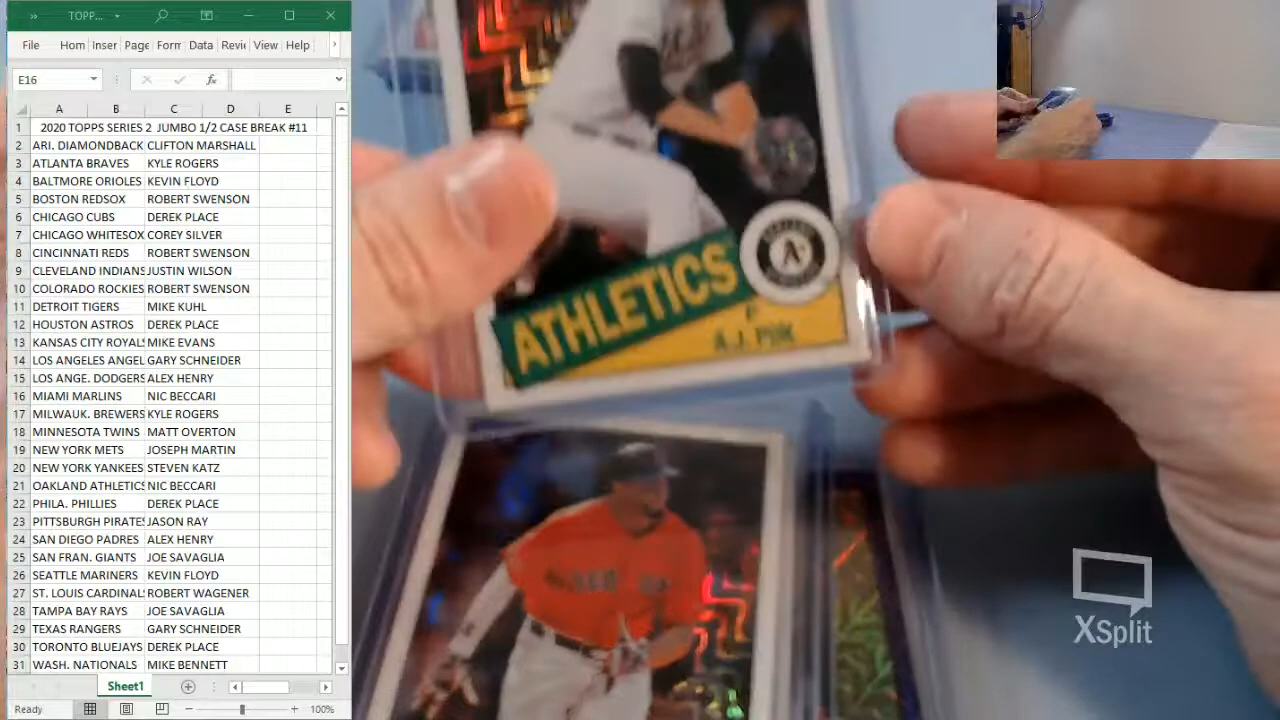 TOPP...
File Hom Inser Page Form Data Revi View Help
E16 fx
A B C D E
1 2020 TOPPS SERIES 2 JUMBO 1/2 CASE BREAK #11
2 ARI. DIAMONDBACK CLIFTON MARSHALL
3 ATLANTA BRAVES KYLE ROGERS
4 BALTMORE ORIOLES KEVIN FLOYD
5 BOSTON REDSOX ROBERT SWENSON
6 CHICAGO CUBS DEREK PLACE
7 CHICAGO WHITESOX COREY SILVER
8 CINCINNATI REDS ROBERT SWENSON
9 CLEVELAND INDIANS JUSTIN WILSON
10 COLORADO ROCKIES ROBERT SWENSON
11 DETROIT TIGERS MIKE KUHL
12 HOUSTON ASTROS DEREK PLACE
13 KANSAS CITY ROYAL MIKE EVANS
14 LOS ANGELES ANGEL GARY SCHNEIDER
15 LOS ANGE. DODGERS ALEX HENRY
16 MIAMI MARLINS NIC BECCARI
17 MILWAUK. BREWERS KYLE ROGERS
18 MINNESOTA TWINS MATT OVERTON
19 NEW YORK METS JOSEPH MARTIN
20 NEW YORK YANKEES STEVEN KATZ
21 OAKLAND ATHLETICS NIC BECCARI
22 PHILA. PHILLIES DEREK PLACE
23 PITTSBURGH PIRATE JASON RAY
24 SAN DIEGO PADRES ALEX HENRY
25 SAN FRAN. GIANTS JOE SAVAGLIA
26 SEATTLE MARINERS KEVIN FLOYD
27 ST. LOUIS CARDINAL ROBERT WAGENER
28 TAMPA BAY RAYS JOE SAVAGLIA
29 TEXAS RANGERS GARY SCHNEIDER
30 TORONTO BLUEJAYS DEREK PLACE
31 WASH. NATIONALS MIKE BENNETT
Sheet1
Ready 100%
ATHLETICS
A's
P
A.J. PUK
XSplit